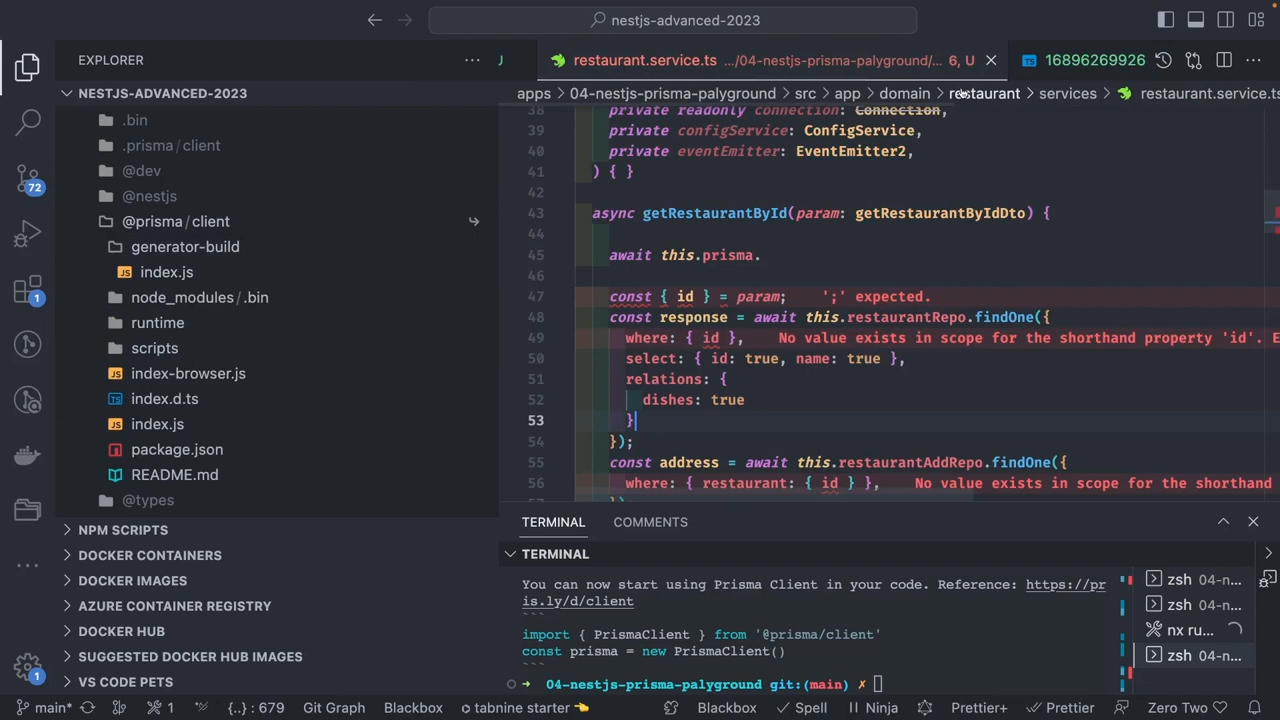 nestjs-advanced-2023
EXPLORER
NESTJS-ADVANCED-2023
.bin
.prisma/client
@dev
@nestjs
@prisma/client
generator-build
index.js
node_modules/.bin
runtime
scripts
index-browser.js
index.d.ts
index.js
package.json
README.md
@types
NPM SCRIPTS
DOCKER CONTAINERS
DOCKER IMAGES
AZURE CONTAINER REGISTRY
DOCKER HUB
SUGGESTED DOCKER HUB IMAGES
VS CODE PETS
72
1
1
J restaurant.service.ts .../04-nestjs-prisma-palyground/... 6, U TS 16896269926
apps > 04-nestjs-prisma-palyground > src > app > domain > restaurant > services > restaurant.service.ts
38 private readonly connection: Connection,
39 private configService: ConfigService,
40 private eventEmitter: EventEmitter2,
41 ) { }
42
43 async getRestaurantById(param: getRestaurantByIdDto) {
44
45 await this.prisma.
46
47 const { id } = param; ';' expected.
48 const response = await this.restaurantRepo.findOne({
49 where: { id }, No value exists in scope for the shorthand property 'id'. E
50 select: { id: true, name: true },
51 relations: {
52 dishes: true
53 }
54 });
55 const address = await this.restaurantAddRepo.findOne({
56 where: { restaurant: { id } }, No value exists in scope for the shorthand
TERMINAL COMMENTS
TERMINAL
You can now start using Prisma Client in your code. Reference: https://pr
is.ly/d/client
```
import { PrismaClient } from '@prisma/client'
const prisma = new PrismaClient()
```
➜ 04-nestjs-prisma-palyground git:(main) ✗
zsh 04-n...
zsh 04-n...
nx ru...
zsh 04-n...
main* 1 {..} : 679 Git Graph Blackbox tabnine starter 👈 Blackbox Spell Ninja Prettier+ Prettier Zero Two